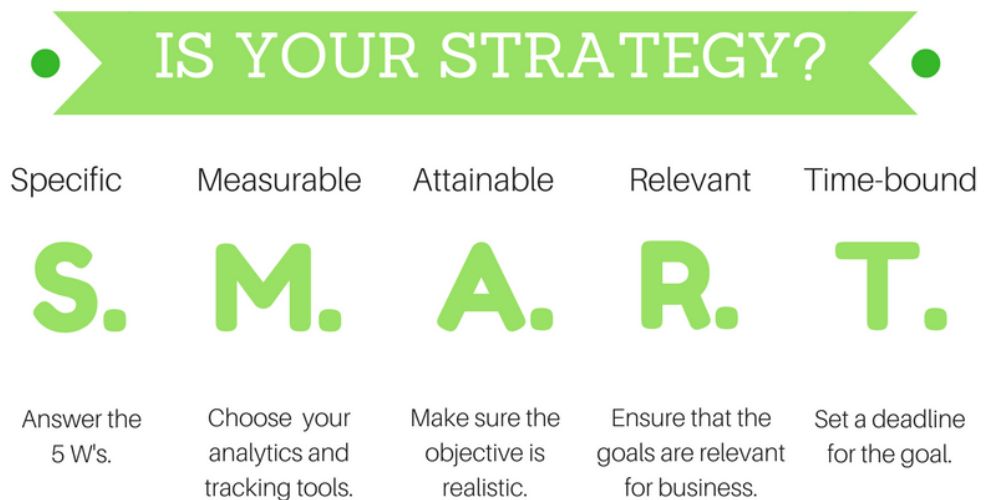 IS YOUR STRATEGY?
Specific
Measurable
Attainable
Relevant
Time-bound
S.
M.
A.
R.
T.
Answer the
5 W's.
Choose your
analytics and
tracking tools.
Make sure the
objective is
realistic.
Ensure that the
goals are relevant
for business.
Set a deadline
for the goal.